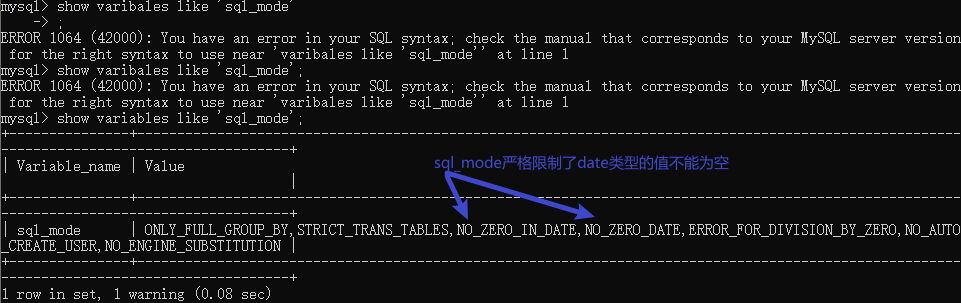 mysql> show varibales like 'sql_mode'
    -> ;
ERROR 1064 (42000): You have an error in your SQL syntax; check the manual that corresponds to your MySQL server version
 for the right syntax to use near 'varibales like 'sql_mode'' at line 1
mysql> show varibales like 'sql_mode';
ERROR 1064 (42000): You have an error in your SQL syntax; check the manual that corresponds to your MySQL server version
 for the right syntax to use near 'varibales like 'sql_mode'' at line 1
mysql> show variables like 'sql_mode';
| Variable_name | Value
|
sql_mode严格限制了date类型的值不能为空
| sql_mode      | ONLY_FULL_GROUP_BY,STRICT_TRANS_TABLES,NO_ZERO_IN_DATE,NO_ZERO_DATE,ERROR_FOR_DIVISION_BY_ZERO,NO_AUTO
_CREATE_USER,NO_ENGINE_SUBSTITUTION |
1 row in set, 1 warning (0.08 sec)